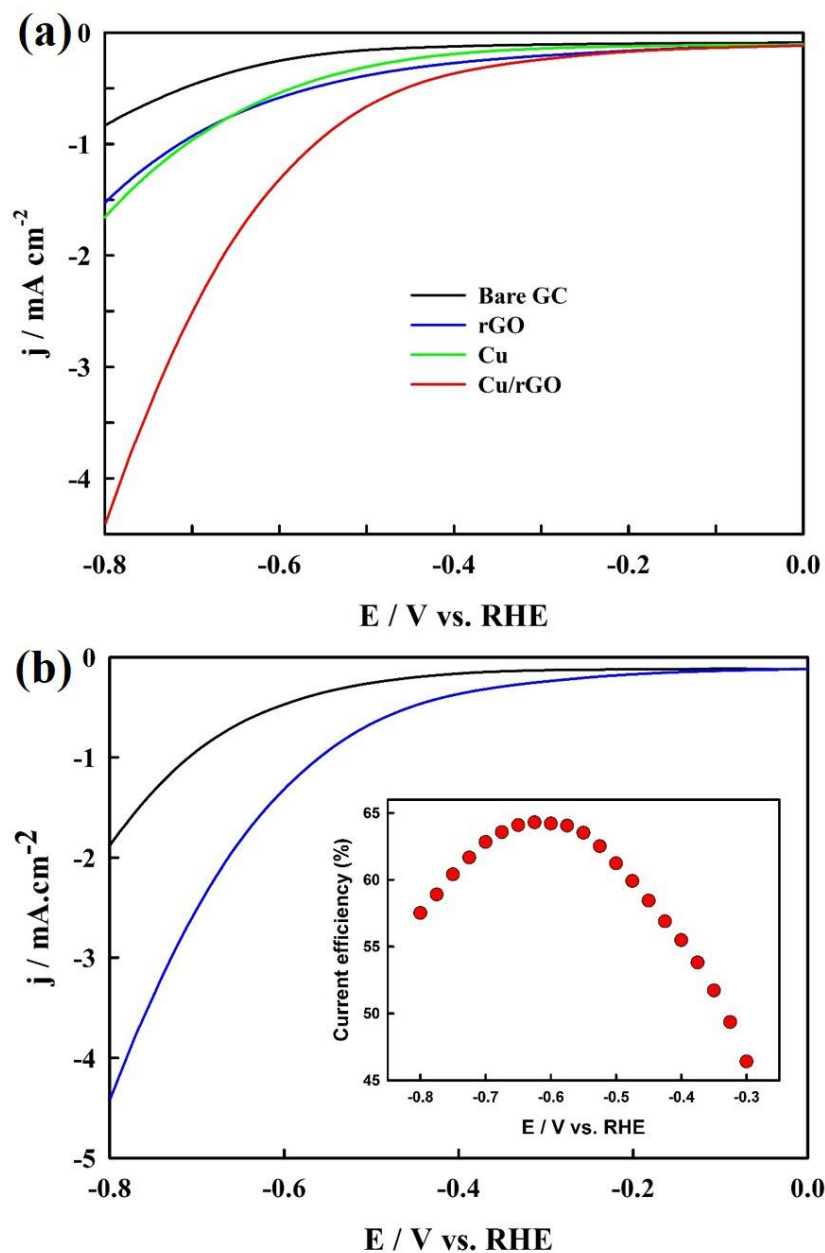 (a)
0
-1
-2
-3
-4
j / mA cm-2
Bare GC
rGO
Cu
Cu/rGO
-0.8
-0.6
-0.4
-0.2
0.0
E / V vs. RHE
(b)
0
-1
-2
-3
-4
-5
j / mA.cm-2
65
60
55
50
45
Current efficiency (%)
-0.8
-0.7
-0.6
-0.5
-0.4
-0.3
E / V vs. RHE
-0.8
-0.6
-0.4
-0.2
0.0
E / V vs. RHE